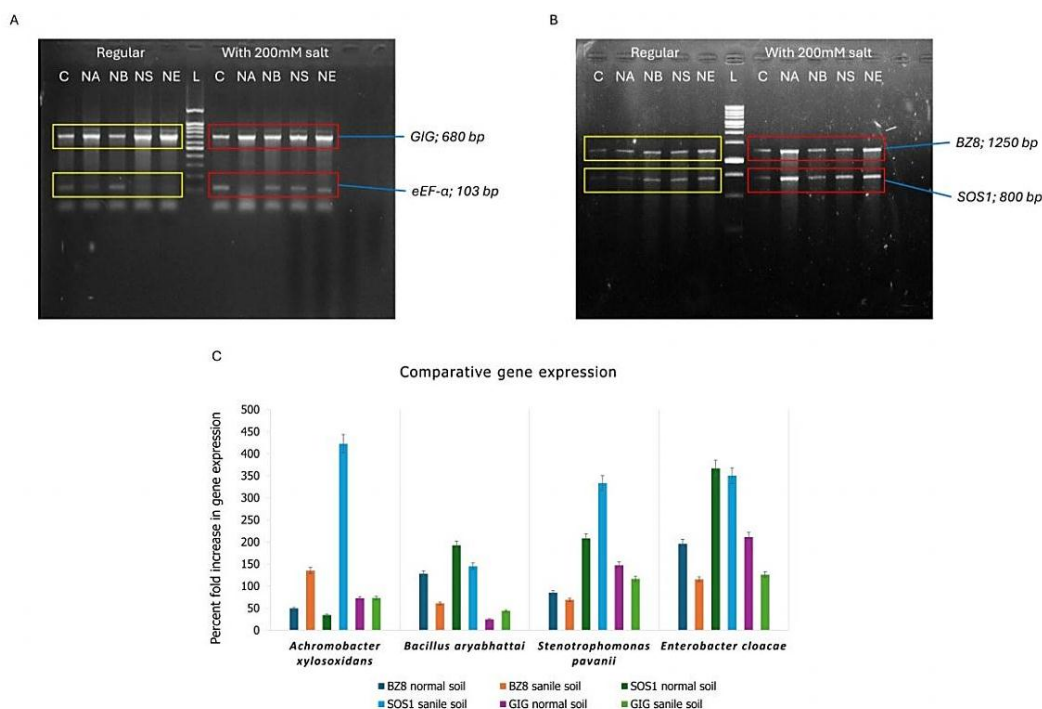 A
Regular
With 200mM salt
C NA NB NS NE L C NA NB NS NE
GIG; 680 bp
eEF-α; 103 bp
B
Regular
With 200mM salt
C NA NB NS NE L C NA NB NS NE
BZ8; 1250 bp
SOS1; 800 bp
C
Comparative gene expression
Percent fold increase in gene expression
500
450
400
350
300
250
200
150
100
50
0
Achromobacter xylosoxidans
Bacillus aryabhattai
Stenotrophomonas pavanii
Enterobacter cloacae
BZ8 normal soil
BZ8 sanile soil
SOS1 normal soil
SOS1 sanile soil
GIG normal soil
GIG sanile soil